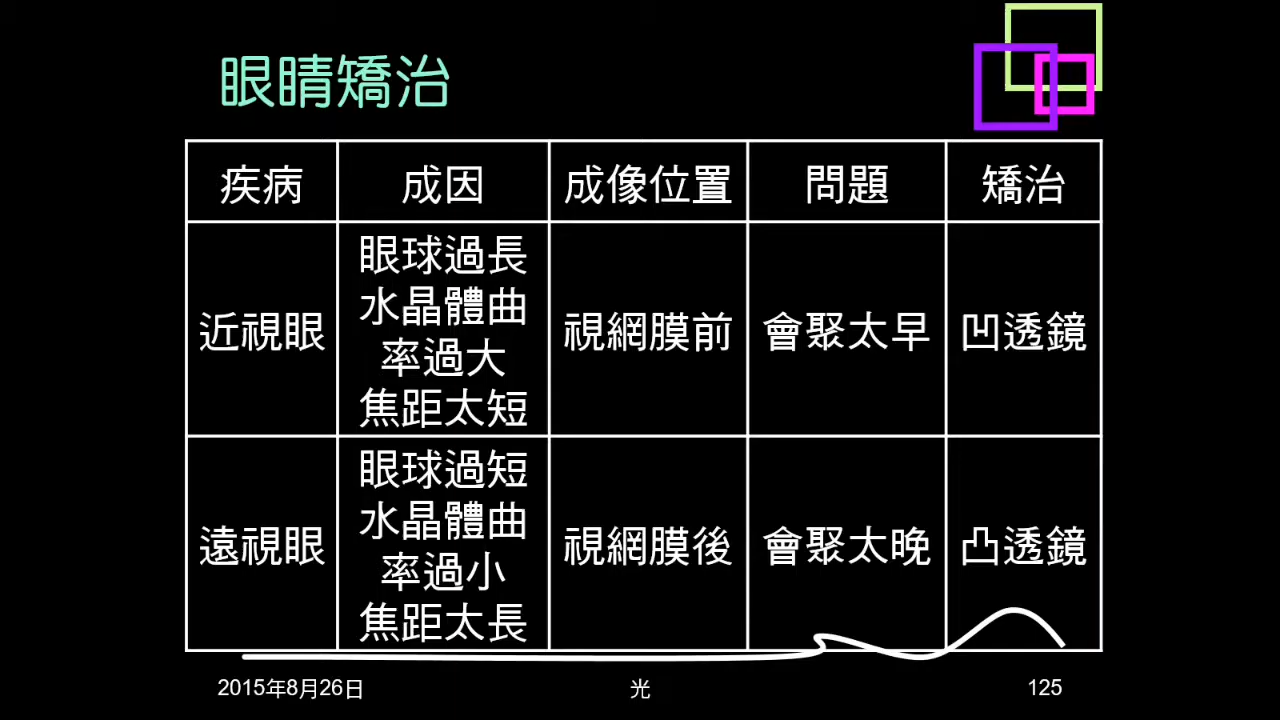 眼睛矯治
疾病 成因 成像位置 問題 矯治
近視眼 眼球過長 水晶體曲率過大 焦距太短 視網膜前 會聚太早 凹透鏡
遠視眼 眼球過短 水晶體曲率過小 焦距太長 視網膜後 會聚太晚 凸透鏡
2015年8月26日 光 125